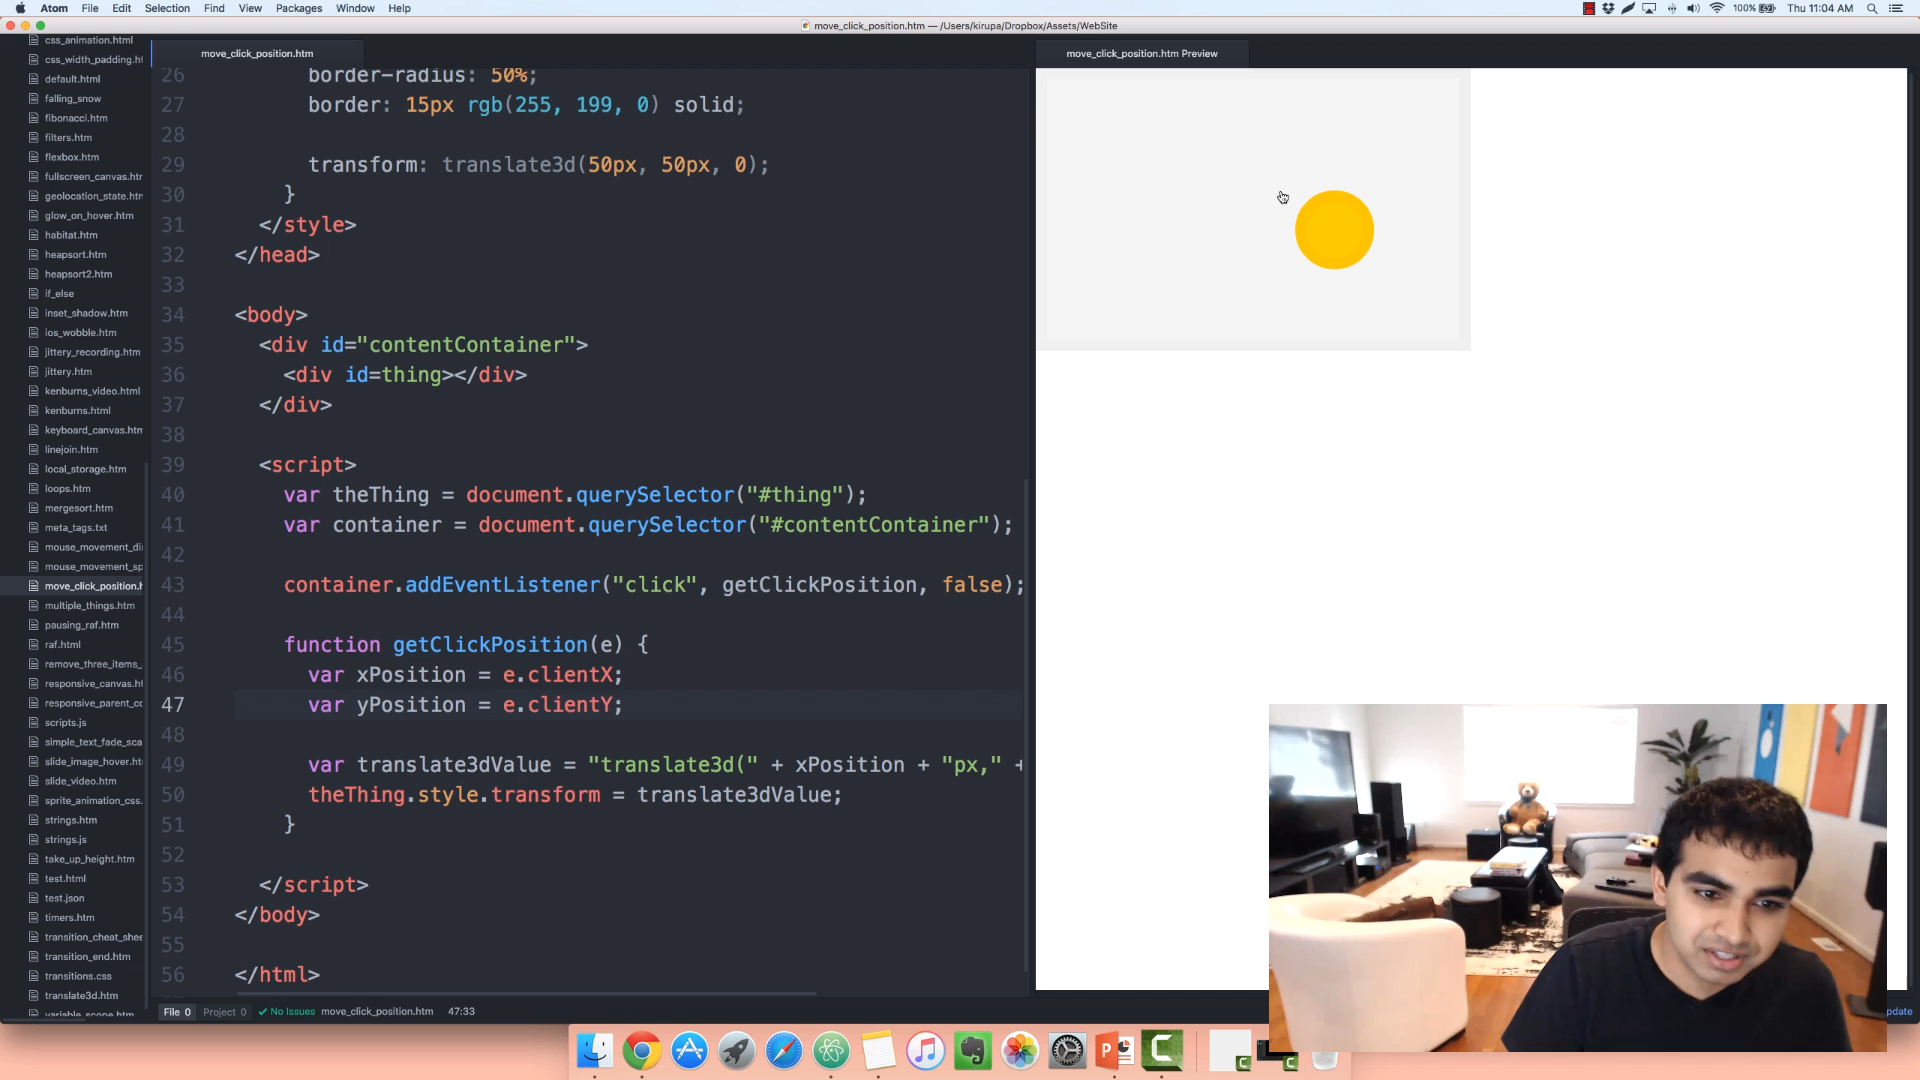 Atom File Edit Selection Find View Packages Window Help
100% Thu 11:04 AM
move_click_position.htm — /Users/kirupa/Dropbox/Assets/WebSite
css_animation.html
css_width_padding.ht
default.html
falling_snow
fibonacci.htm
filters.htm
flexbox.htm
fullscreen_canvas.htm
geolocation_state.htm
glow_on_hover.htm
habitat.htm
heapsort.htm
heapsort2.htm
if_else
inset_shadow.htm
ios_wobble.htm
jittery_recording.htm
jittery.htm
kenburns_video.html
kenburns.html
keyboard_canvas.htm
linejoin.htm
local_storage.htm
loops.htm
mergesort.htm
meta_tags.txt
mouse_movement_di
mouse_movement_sp
move_click_position.h
multiple_things.htm
pausing_raf.htm
raf.html
remove_three_items_
responsive_canvas.ht
responsive_parent_co
scripts.js
simple_text_fade_sca
slide_image_hover.ht
slide_video.htm
sprite_animation_css.
strings.htm
strings.js
take_up_height.htm
test.html
test.json
timers.htm
transition_cheat_shee
transition_end.htm
transitions.css
translate3d.htm
variable_scope.htm
move_click_position.htm
26 border-radius: 50%;
27 border: 15px rgb(255, 199, 0) solid;
28
29 transform: translate3d(50px, 50px, 0);
30 }
31 </style>
32 </head>
33
34 <body>
35 <div id="contentContainer">
36 <div id=thing></div>
37 </div>
38
39 <script>
40 var theThing = document.querySelector("#thing");
41 var container = document.querySelector("#contentContainer");
42
43 container.addEventListener("click", getClickPosition, false);
44
45 function getClickPosition(e) {
46 var xPosition = e.clientX;
47 var yPosition = e.clientY;
48
49 var translate3dValue = "translate3d(" + xPosition + "px," +
50 theThing.style.transform = translate3dValue;
51 }
52
53 </script>
54 </body>
55
56 </html>
File 0 Project 0 No Issues move_click_position.htm 47:33
move_click_position.htm Preview
pdate